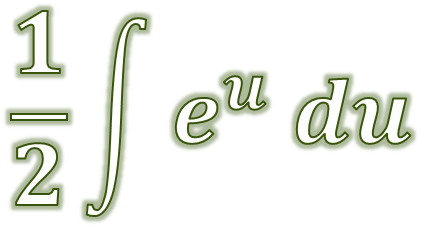 1/2 ∫ e^u du